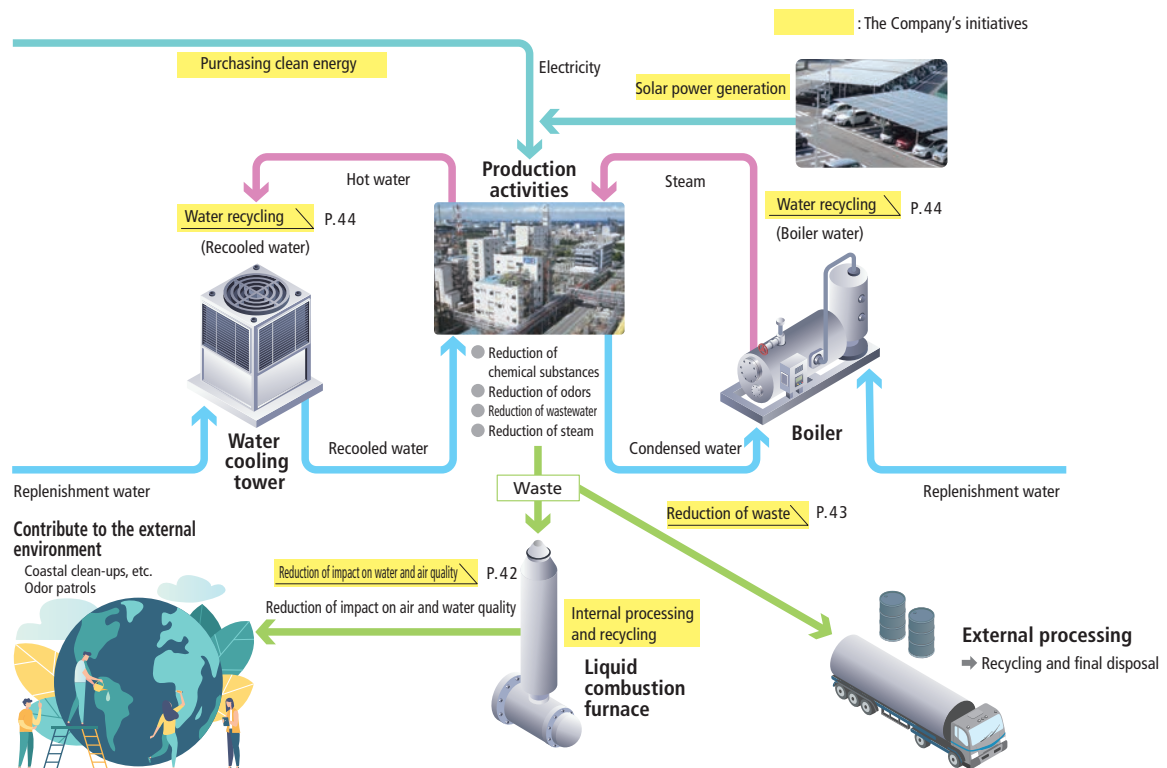 : The Company’s initiatives
Purchasing clean energy
Electricity
Solar power generation
Hot water
Production
activities
Steam
Water recycling P.44
(Recooled water)
Water recycling P.44
(Boiler water)
Reduction of
chemical substances
Reduction of odors
Reduction of wastewater
Reduction of steam
Water
cooling
tower
Recooled water
Condensed water
Boiler
Replenishment water
Replenishment water
Waste
Reduction of waste P.43
Contribute to the external
environment
Coastal clean-ups, etc.
Odor patrols
Reduction of impact on water and air quality P.42
Reduction of impact on air and water quality
Internal processing
and recycling
Liquid
combustion
furnace
External processing
➡ Recycling and final disposal